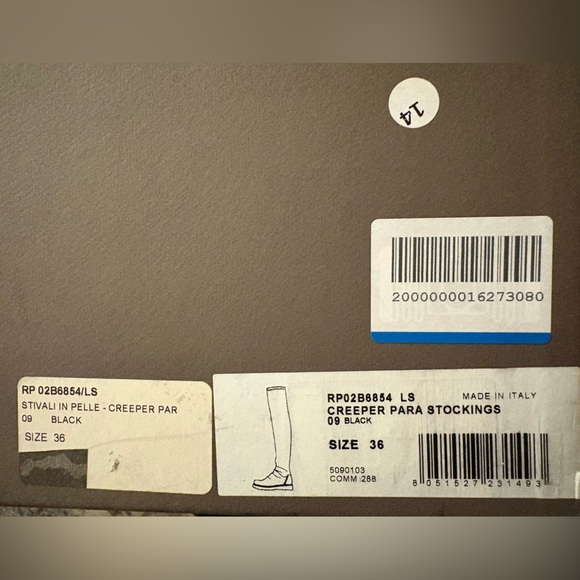 14
2000000016273080
RP 02B6854/LS
STIVALI IN PELLE - CREEPER PAR
09 BLACK
SIZE 36
RP02B6854 LS MADE IN ITALY
CREEPER PARA STOCKINGS
09 BLACK
SIZE 36
5090103
COMM 288
8 051527 231493